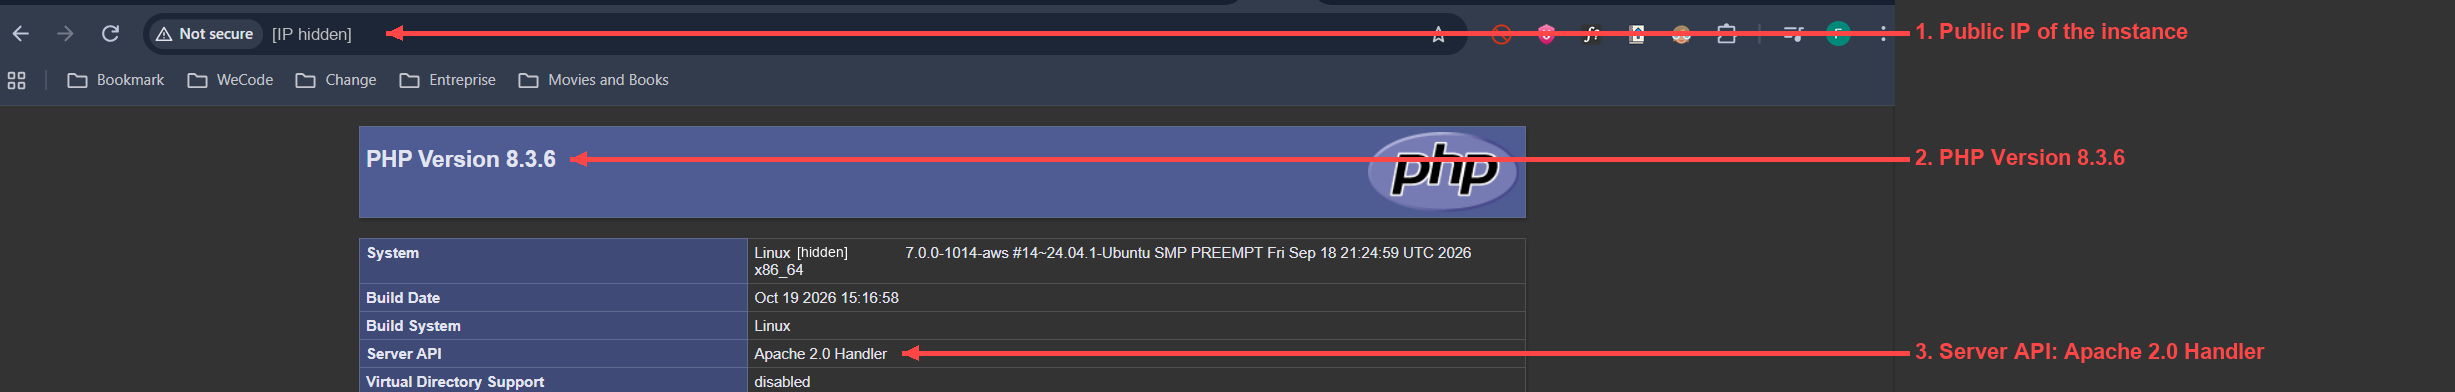 Not secure [IP hidden] 1. Public IP of the instance
Bookmark WeCode Change Entreprise Movies and Books
PHP Version 8.3.6 php 2. PHP Version 8.3.6
System Linux [hidden] 7.0.0-1014-aws #14~24.04.1-Ubuntu SMP PREEMPT Fri Sep 18 21:24:59 UTC 2026
x86_64
Build Date Oct 19 2026 15:16:58
Build System Linux
Server API Apache 2.0 Handler 3. Server API: Apache 2.0 Handler
Virtual Directory Support disabled